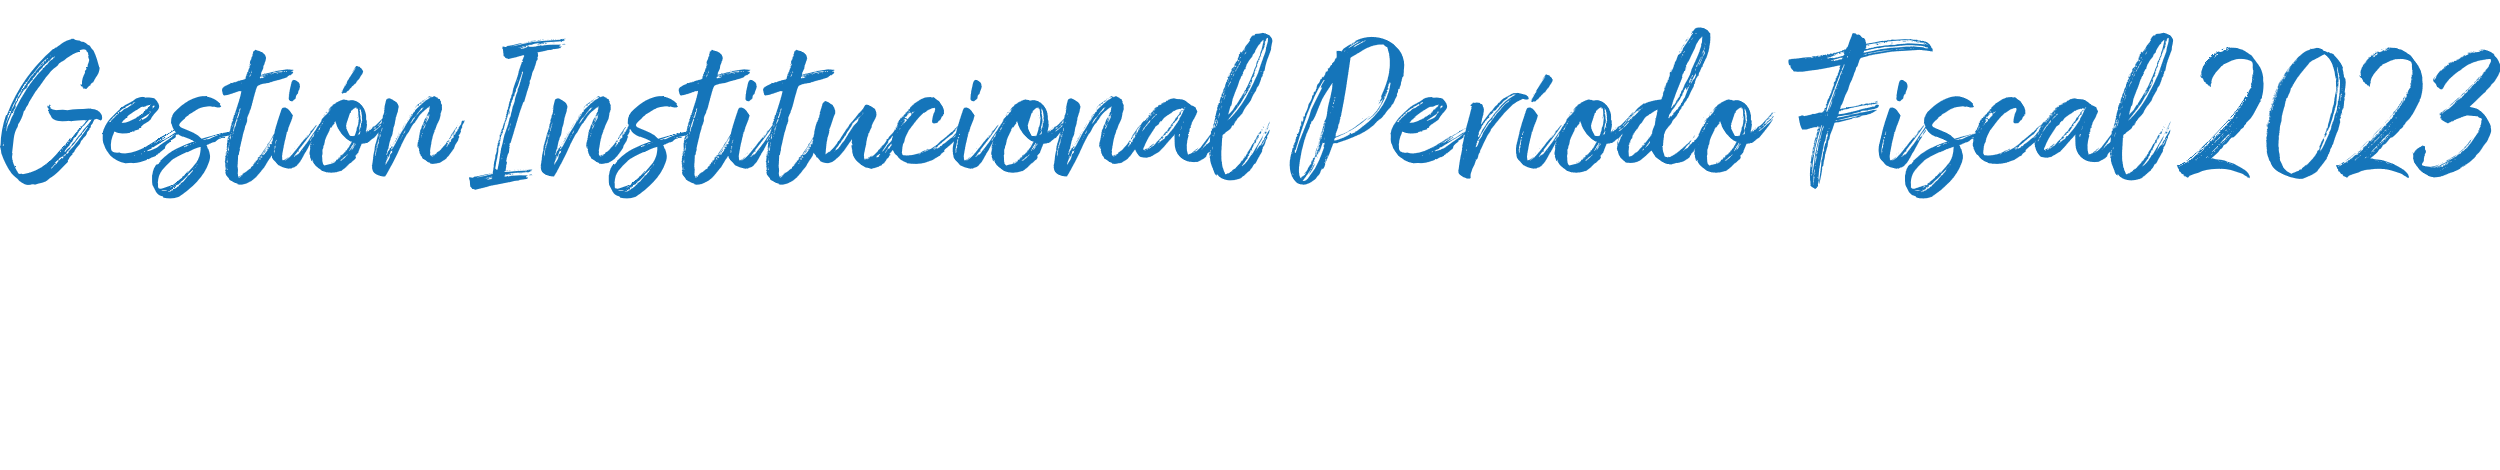 Gestión Institucional Período Fiscal 2023